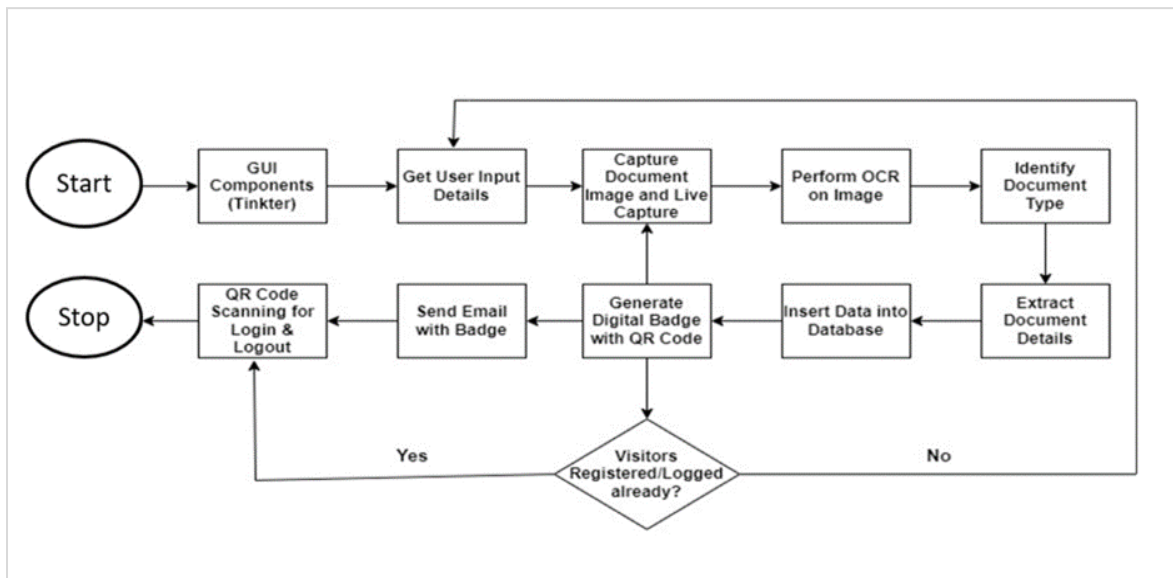 Start
GUI
Components
(Tinkter)
Get User Input
Details
Capture
Document
Image and Live
Capture
Perform OCR
on Image
Identify
Document
Type
Stop
QR Code
Scanning for
Login &
Logout
Send Email
with Badge
Generate
Digital Badge
with QR Code
Insert Data into
Database
Extract
Document
Details
Yes
Visitors
Registered/Logged
already?
No